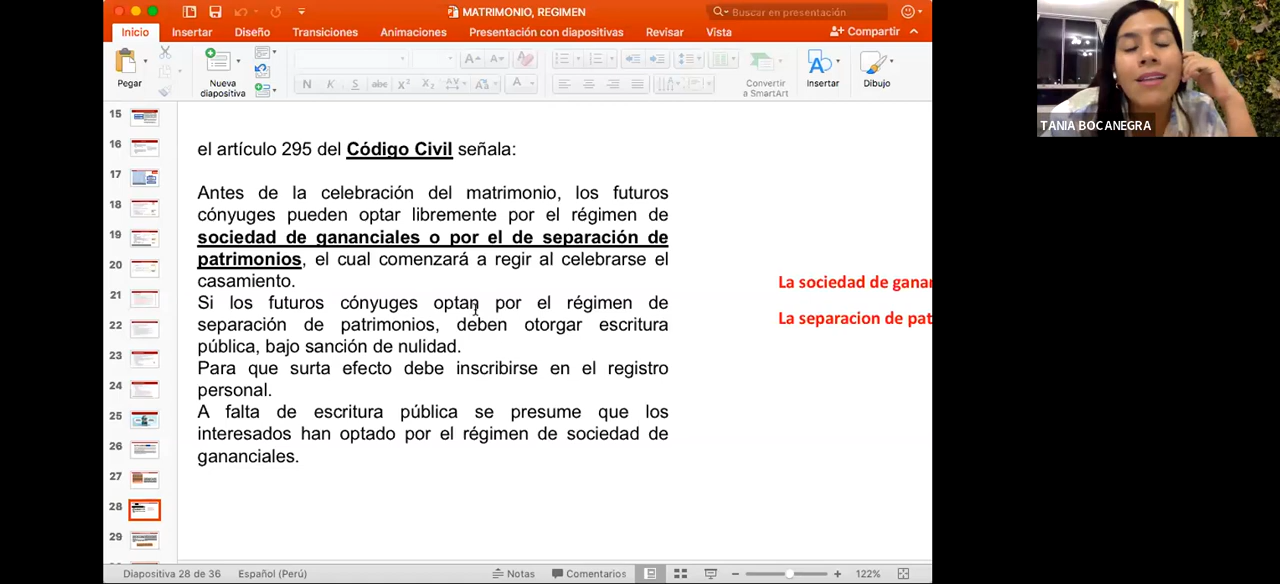 MATRIMONIO, REGIMEN
Buscar en presentación
Inicio
Insertar
Diseño
Transiciones
Animaciones
Presentación con diapositivas
Revisar
Vista
Compartir
Pegar
Nueva
diapositiva
N K S abc X² X₂ AV Aa A
Convertir
a SmartArt
Insertar
Dibujo
TANIA BOCANEGRA
15
16
17
18
19
20
21
22
23
24
25
26
27
28
29
el artículo 295 del Código Civil señala:
Antes de la celebración del matrimonio, los futuros
cónyuges pueden optar libremente por el régimen de
sociedad de gananciales o por el de separación de
patrimonios, el cual comenzará a regir al celebrarse el
casamiento.
Si los futuros cónyuges optan por el régimen de
separación de patrimonios, deben otorgar escritura
pública, bajo sanción de nulidad.
Para que surta efecto debe inscribirse en el registro
personal.
A falta de escritura pública se presume que los
interesados han optado por el régimen de sociedad de
gananciales.
La sociedad de ganan
La separacion de pat
Diapositiva 28 de 36
Español (Perú)
Notas
Comentarios
122%